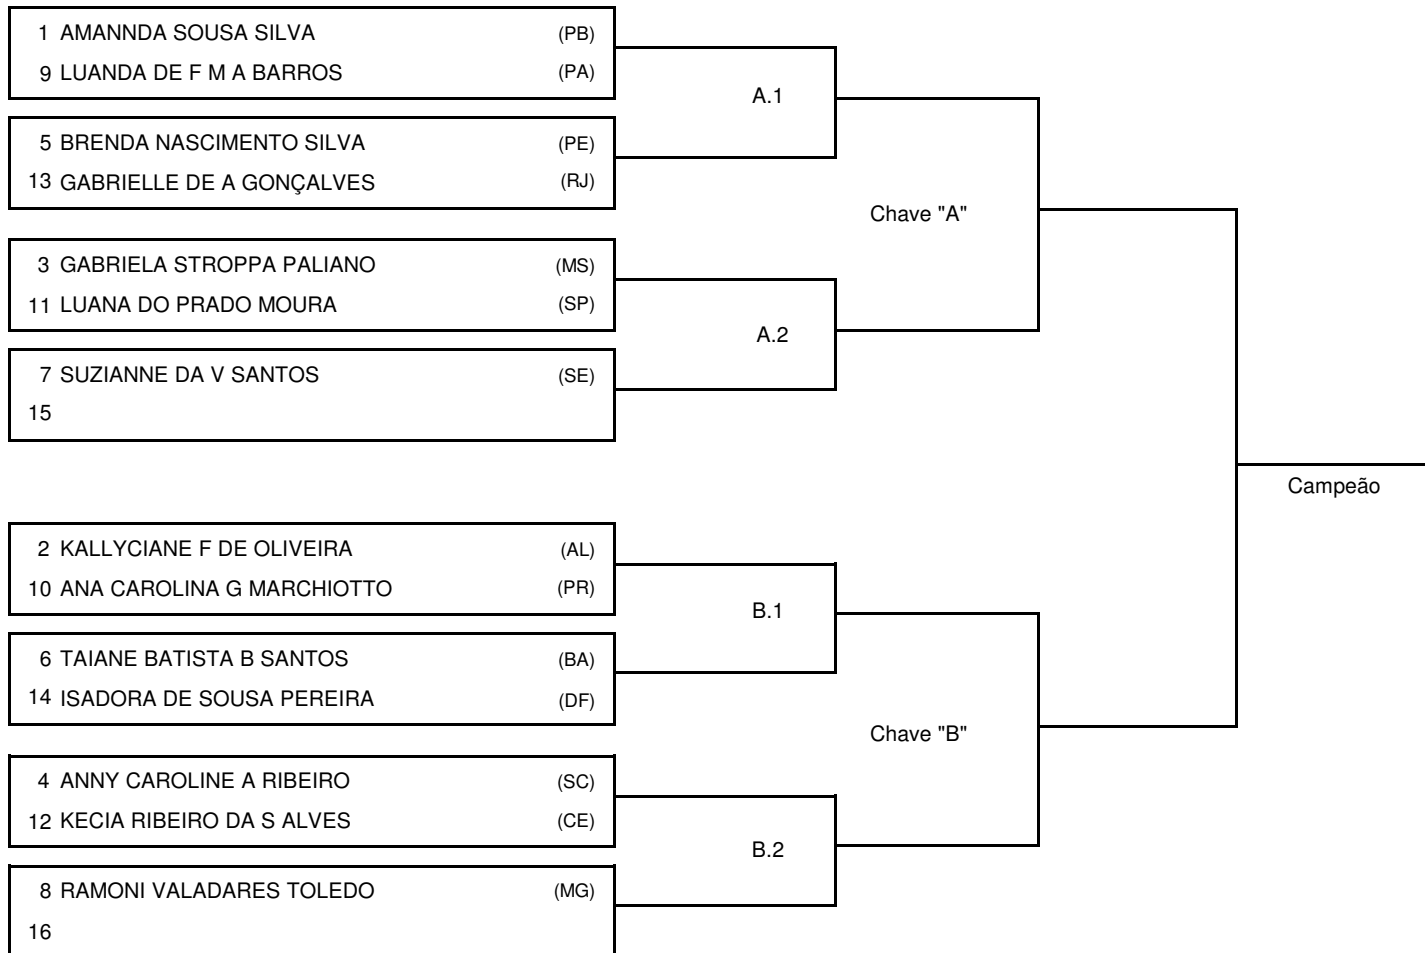 1 AMANNDA SOUSA SILVA (PB)
9 LUANDA DE F M A BARROS (PA)
A.1
5 BRENDA NASCIMENTO SILVA (PE)
13 GABRIELLE DE A GONÇALVES (RJ)
Chave "A"
3 GABRIELA STROPPA PALIANO (MS)
11 LUANA DO PRADO MOURA (SP)
A.2
7 SUZIANNE DA V SANTOS (SE)
15
Campeão
2 KALLYCIANE F DE OLIVEIRA (AL)
10 ANA CAROLINA G MARCHIOTTO (PR)
B.1
6 TAIANE BATISTA B SANTOS (BA)
14 ISADORA DE SOUSA PEREIRA (DF)
Chave "B"
4 ANNY CAROLINE A RIBEIRO (SC)
12 KECIA RIBEIRO DA S ALVES (CE)
B.2
8 RAMONI VALADARES TOLEDO (MG)
16